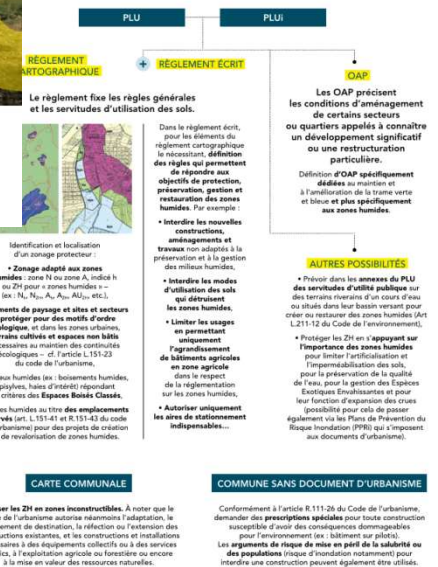 PLU
PLUi
RÈGLEMENT
ARTOGRAPHIQUE
+
RÈGLEMENT ÉCRIT
Le règlement fixe les règles générales
et les servitudes d'utilisation des sols.
Identification et localisation
d'un zonage protecteur :
• Zonage adapté aux zones
mides : zone N ou zone A, indicé h
ou ZH pour « zones humides » –
(ex : Nh, Nzh, Ah, Azh, AUzh, etc.),
ments de paysage et sites et secteurs
protéger pour des motifs d'ordre
logique, et dans les zones urbaines,
rrains cultivés et espaces non bâtis
cessaires au maintien des continuités
écologiques – cf. l'article L.151-23
du code de l'urbanisme,
eux humides (ex : boisements humides,
pisylves, haies d'intérêt) répondant
critères des Espaces Boisés Classés,
es humides au titre des emplacements
rvés (art. L.151-41 et R.151-43 du code
urbanisme) pour des projets de création
de revalorisation de zones humides.
Dans le règlement écrit,
pour les éléments du
règlement cartographique
le nécessitant, définition
des règles qui permettent
de répondre aux
objectifs de protection,
préservation, gestion et
restauration des zones
humides. Par exemple :
• Interdire les nouvelles
constructions,
aménagements et
travaux non adaptés à la
préservation et à la gestion
des milieux humides,
• Interdire les modes
d'utilisation des sols
qui détruisent
les zones humides,
• Limiter les usages
en permettant
uniquement
l'agrandissement
de bâtiments agricoles
en zone agricole
dans le respect
de la réglementation
sur les zones humides,
• Autoriser uniquement
les aires de stationnement
indispensables…
OAP
Les OAP précisent
les conditions d'aménagement
de certains secteurs
ou quartiers appelés à connaître
un développement significatif
ou une restructuration
particulière.
Définition d'OAP spécifiquement
dédiées au maintien et
à l'amélioration de la trame verte
et bleue et plus spécifiquement
aux zones humides.
AUTRES POSSIBILITÉS
• Prévoir dans les annexes du PLU
des servitudes d'utilité publique sur
des terrains riverains d'un cours d'eau
ou situés dans leur bassin versant pour
créer ou restaurer des zones humides (Art
L.211-12 du Code de l'environnement),
• Protéger les ZH en s'appuyant sur
l'importance des zones humides
pour limiter l'artificialisation et
l'imperméabilisation des sols,
pour la préservation de la qualité
de l'eau, pour la gestion des Espèces
Exotiques Envahissantes et pour
leur fonction d'expansion des crues
(possibilité pour cela de passer
également via les Plans de Prévention du
Risque Inondation (PPRi) qui s'imposent
aux documents d'urbanisme).
CARTE COMMUNALE
ser les ZH en zones inconstructibles. À noter que le
e de l'urbanisme autorise néanmoins l'adaptation, le
ement de destination, la réfection ou l'extension des
uctions existantes, et les constructions et installations
saires à des équipements collectifs ou à des services
ics, à l'exploitation agricole ou forestière ou encore
à la mise en valeur des ressources naturelles.
COMMUNE SANS DOCUMENT D'URBANISME
Conformément à l'article R.111-26 du Code de l'urbanisme,
demander des prescriptions spéciales pour toute construction
susceptible d'avoir des conséquences dommageables
pour l'environnement (ex : bâtiment sur pilotis).
Les arguments de risque de mise en péril de la salubrité ou
des populations (risque d'inondation notamment) pour
interdire une construction peuvent également être utilisés.